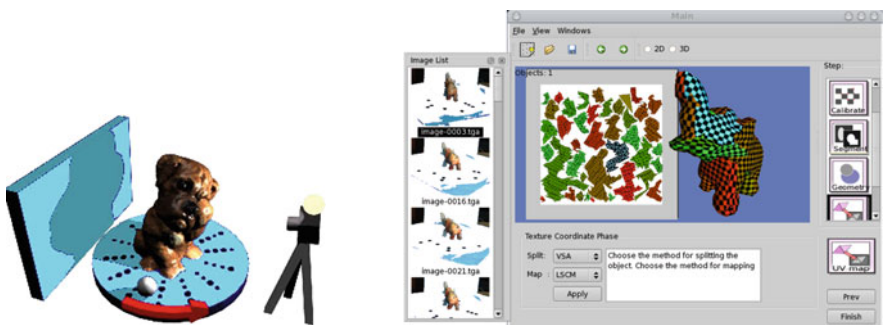 Main
File View Windows
2D 3D
Image List
Objects: 1
Step:
image-0003.tga
Calibrate
image-0016.tga
Segment
Geometry
image-0021.tga
Texture Coordinate Phase
Split: VSA
Choose the method for splitting the
object. Choose the method for mapping
Map : LSCM
Apply
UV map
Prev
Finish